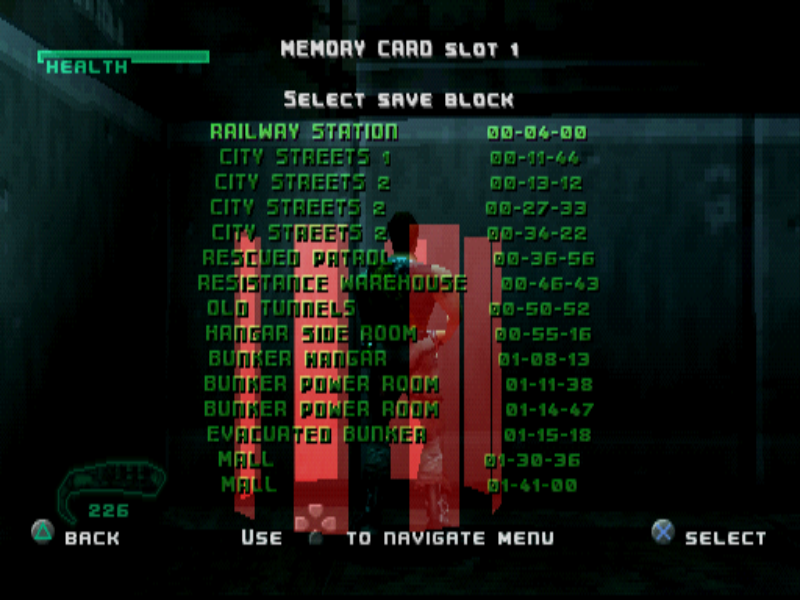 MEMORY CARD SLOT 1
HEALTH
SELECT SAVE BLOCK
RAILWAY STATION 00-04-00
CITY STREETS 1 00-11-44
CITY STREETS 2 00-13-12
CITY STREETS 2 00-27-33
CITY STREETS 2 00-34-22
RESCUED PATROL 00-36-56
RESISTANCE WAREHOUSE 00-46-43
OLD TUNNELS 00-50-52
HANGAR SIDE ROOM 00-55-16
BUNKER HANGAR 01-08-13
BUNKER POWER ROOM 01-11-38
BUNKER POWER ROOM 01-14-47
EVACUATED BUNKER 01-15-18
MALL 01-30-36
MALL 01-41-00
226
BACK USE TO NAVIGATE MENU SELECT